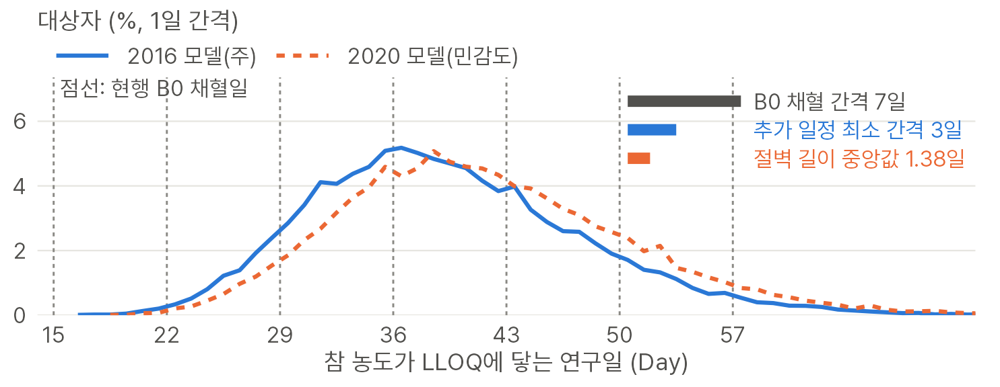 대상자 (%, 1일 간격)
2016 모델(주) 2020 모델(민감도)
점선: 현행 B0 채혈일
B0 채혈 간격 7일
추가 일정 최소 간격 3일
절벽 길이 중앙값 1.38일
6
4
2
0
15 22 29 36 43 50 57
참 농도가 LLOQ에 닿는 연구일 (Day)